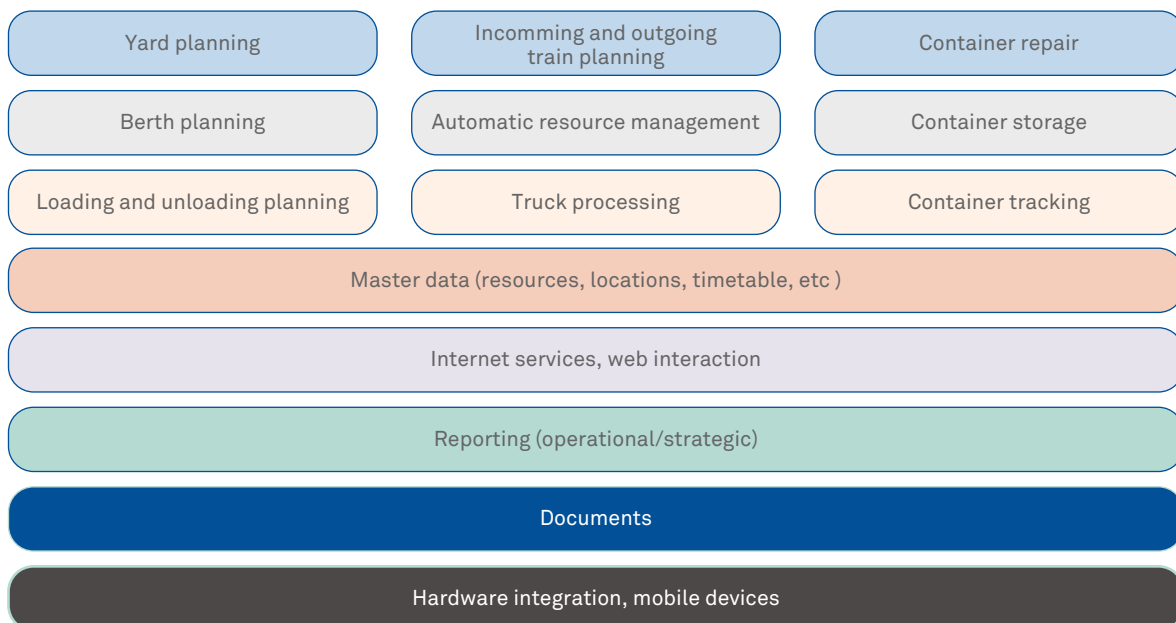 Yard planning
Incomming and outgoing
train planning
Container repair
Berth planning
Automatic resource management
Container storage
Loading and unloading planning
Truck processing
Container tracking
Master data (resources, locations, timetable, etc )
Internet services, web interaction
Reporting (operational/strategic)
Documents
Hardware integration, mobile devices